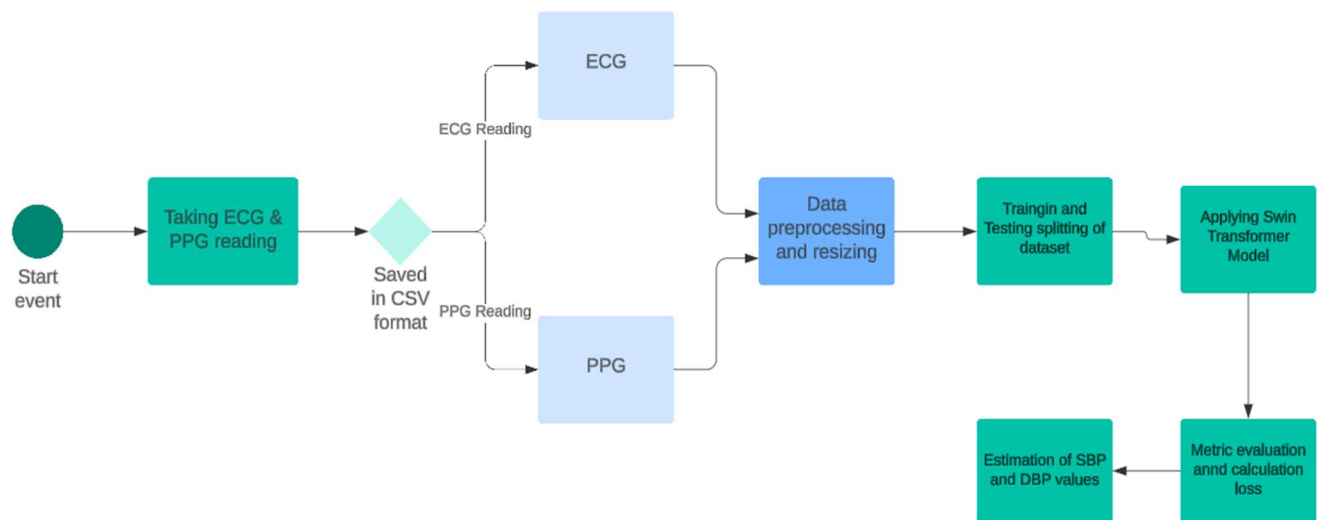 Start
event
Taking ECG &
PPG reading
Saved
in CSV
format
ECG Reading
PPG Reading
ECG
PPG
Data
preprocessing
and resizing
Traingin and
Testing splitting of
dataset
Applying Swin
Transformer
Model
Metric evaluation
annd calculation
loss
Estimation of SBP
and DBP values